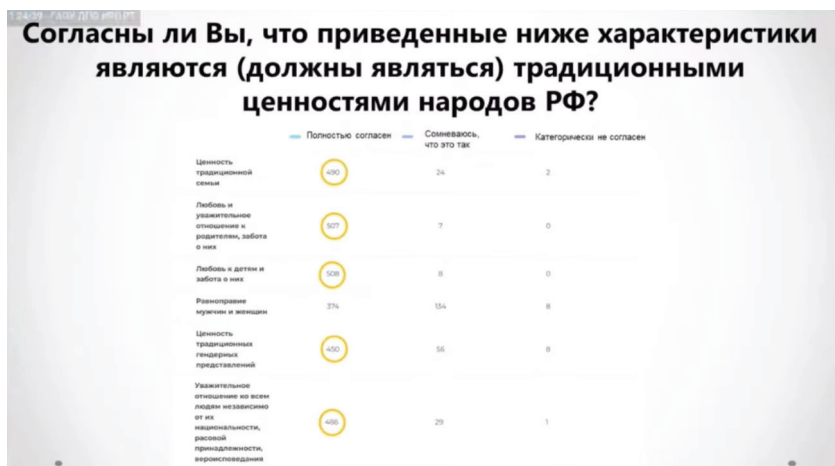 Согласны ли Вы, что приведенные ниже характеристики
являются (должны являться) традиционными
ценностями народов РФ?
Полностью согласен
Сомневаюсь,
что это так
Категорически не согласен
Ценность
традиционной
семьи
490
24
2
Любовь и
уважительное
отношение к
родителям, забота
о них
507
7
0
Любовь к детям и
забота о них
508
8
0
Равноправие
мужчин и женщин
374
134
8
Ценность
традиционных
гендерных
представлений
450
56
8
Уважительное
отношение ко всем
людям независимо
от их
национальности,
расовой
принадлежности,
вероисповедания
486
29
1